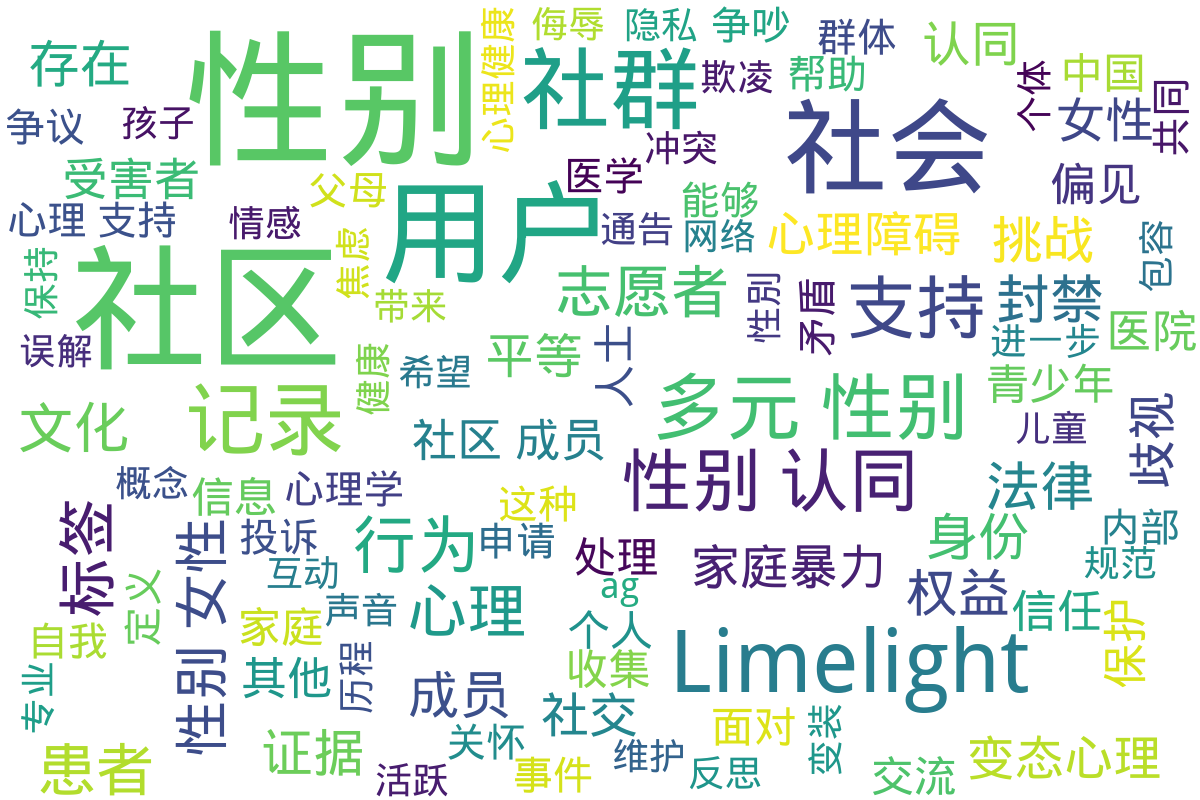 性别
用户
社区
社会
社群
Limelight
记录
多元 性别
性别 认同
支持
心理
行为
志愿者
封禁
标签
性别 女性
文化
患者
证据
成员
法律
权益
身份
信任
社交
其他
存在
侮辱
隐私
争吵
群体
认同
中国
个体
共同
女性
偏见
心理健康
欺凌
帮助
冲突
医学
争议
孩子
受害者
父母
心理 支持
情感
能够
通告
网络
心理障碍
挑战
包容
保持
焦虑
带来
误解
健康
希望
平等
人士
性别
矛盾
进一步
医院
青少年
儿童
歧视
社区 成员
概念
信息
心理学
这种
投诉
申请
处理
家庭暴力
内部
规范
互动
ag
定义
自我
家庭
声音
个人
保护
历程
收集
专业
面对
变装
关怀
维护
活跃
事件
反思
交流
变态心理